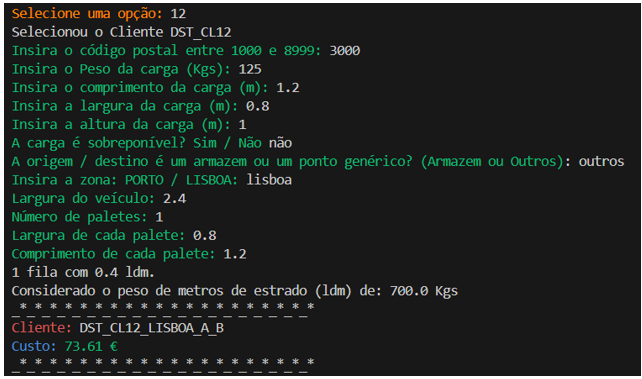 Selecione uma opção: 12
Selecionou o Cliente DST_CL12
Insira o código postal entre 1000 e 8999: 3000
Insira o Peso da carga (Kgs): 125
Insira o comprimento da carga (m): 1.2
Insira a largura da carga (m): 0.8
Insira a altura da carga (m): 1
A carga é sobreponível? Sim / Não não
A origem / destino é um armazem ou um ponto genérico? (Armazem ou Outros): outros
Insira a zona: PORTO / LISBOA: lisboa
Largura do veículo: 2.4
Número de paletes: 1
Largura de cada palete: 0.8
Comprimento de cada palete: 1.2
1 fila com 0.4 ldm.
Considerado o peso de metros de estrado (ldm) de: 700.0 Kgs
_*_*_*_*_*_*_*_*_*_*_*_*_*_*_*_*_*_*_*_*
Cliente: DST_CL12_LISBOA_A_B
Custo: 73.61 €
_*_*_*_*_*_*_*_*_*_*_*_*_*_*_*_*_*_*_*_*